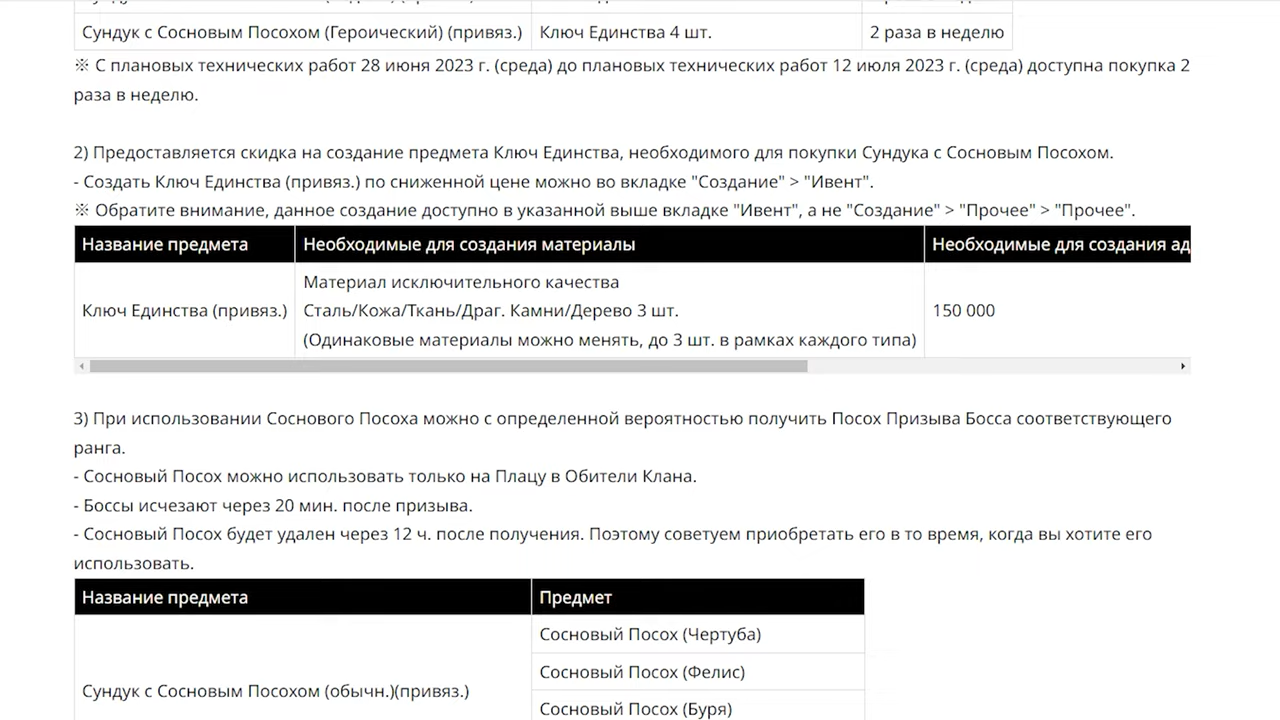 Сундук с Сосновым Посохом (Героический) (привяз.) Ключ Единства 4 шт. 2 раза в неделю
※ С плановых технических работ 28 июня 2023 г. (среда) до плановых технических работ 12 июля 2023 г. (среда) доступна покупка 2
раза в неделю.
2) Предоставляется скидка на создание предмета Ключ Единства, необходимого для покупки Сундука с Сосновым Посохом.
- Создать Ключ Единства (привяз.) по сниженной цене можно во вкладке "Создание" > "Ивент".
※ Обратите внимание, данное создание доступно в указанной выше вкладке "Ивент", а не "Создание" > "Прочее" > "Прочее".
Название предмета Необходимые для создания материалы Необходимые для создания ад
Материал исключительного качества
Ключ Единства (привяз.) Сталь/Кожа/Ткань/Драг. Камни/Дерево 3 шт. 150 000
(Одинаковые материалы можно менять, до 3 шт. в рамках каждого типа)
3) При использовании Соснового Посоха можно с определенной вероятностью получить Посох Призыва Босса соответствующего
ранга.
- Сосновый Посох можно использовать только на Плацу в Обители Клана.
- Боссы исчезают через 20 мин. после призыва.
- Сосновый Посох будет удален через 12 ч. после получения. Поэтому советуем приобретать его в то время, когда вы хотите его
использовать.
Название предмета Предмет
Сосновый Посох (Чертуба)
Сосновый Посох (Фелис)
Сундук с Сосновым Посохом (обычн.)(привяз.)
Сосновый Посох (Буря)